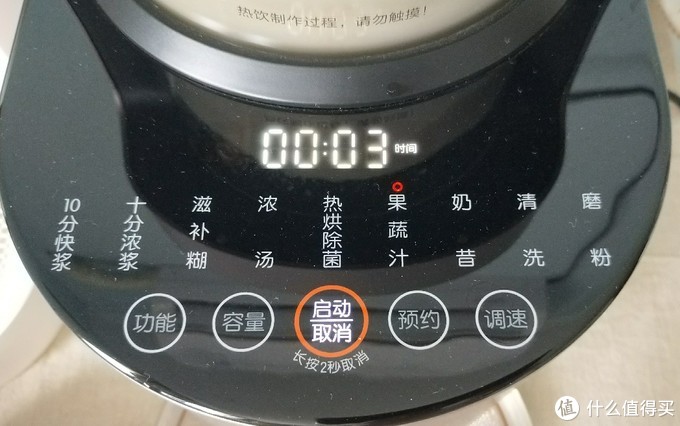 热饮制作过程，请勿触摸！
00:03 时间
10分快浆
十分浓浆
滋补糊
浓汤
热烘除菌
果蔬汁
奶昔
清洗
磨粉
功能
容量
启动
取消
预约
调速
长按2秒取消
值 什么值得买